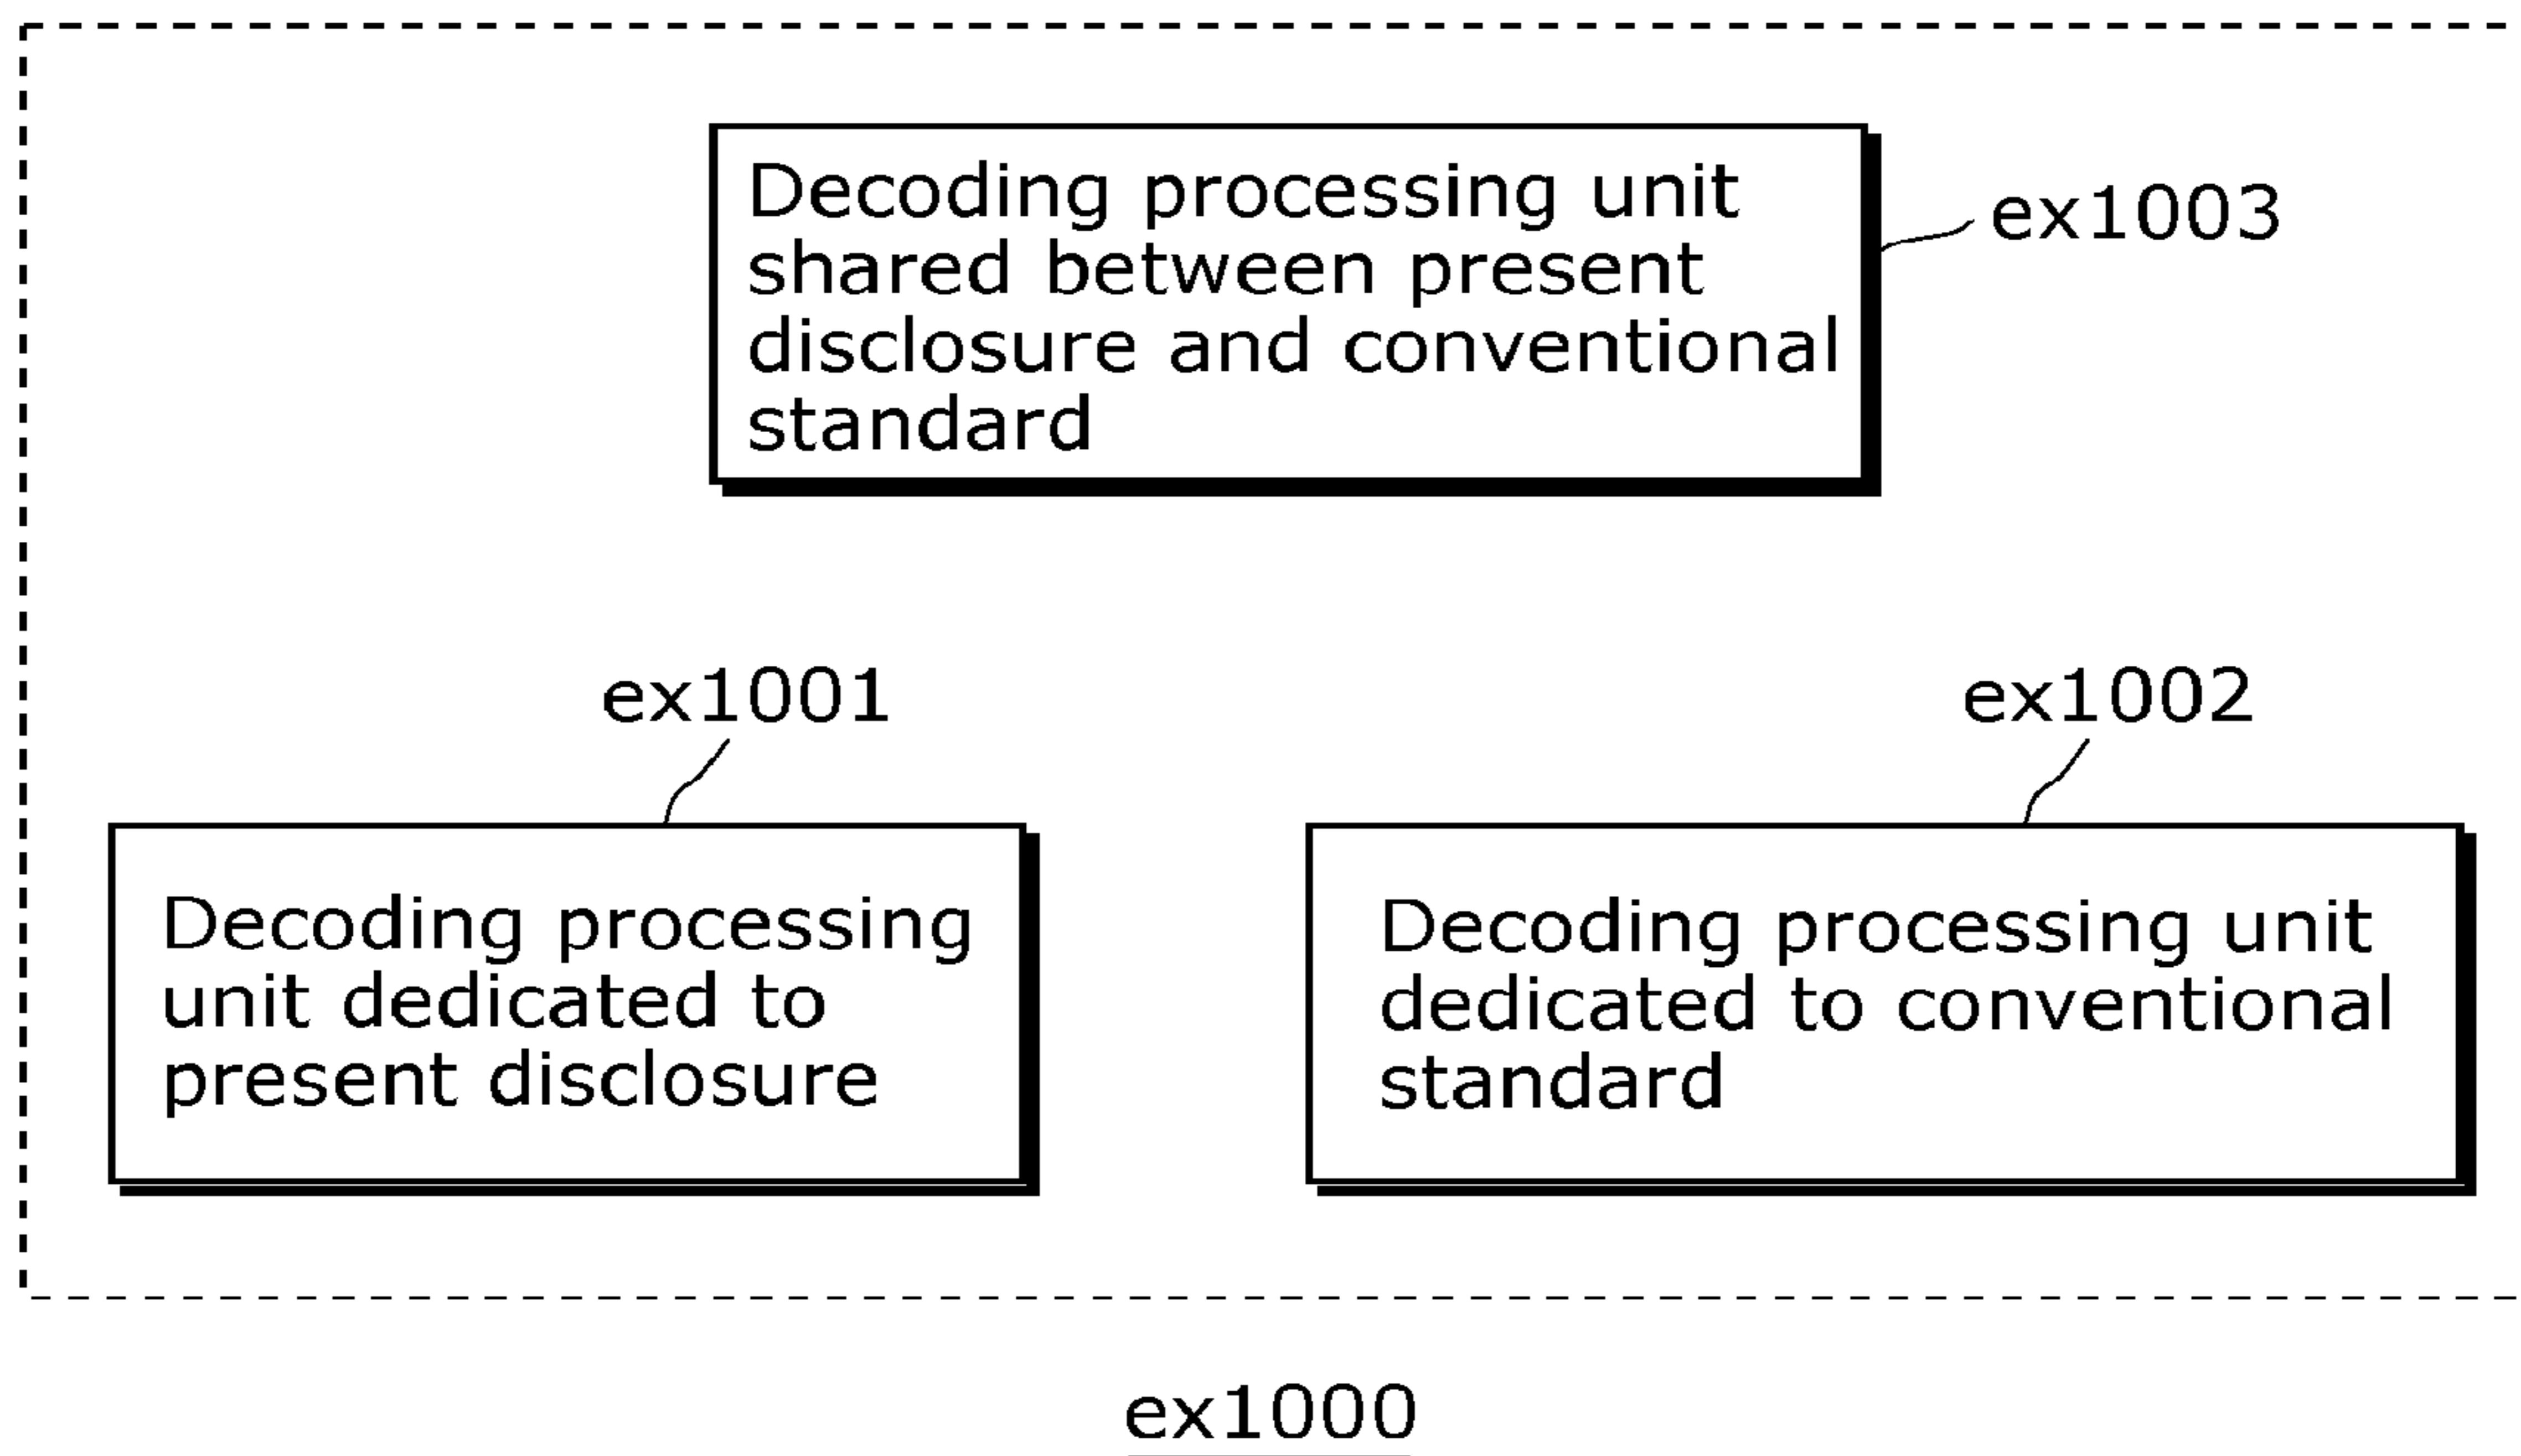 Decoding processing unit
shared between present
disclosure and conventional
standard
ex1003
ex1001
ex1002
Decoding processing
unit dedicated to
present disclosure
Decoding processing unit
dedicated to conventional
standard
ex1000